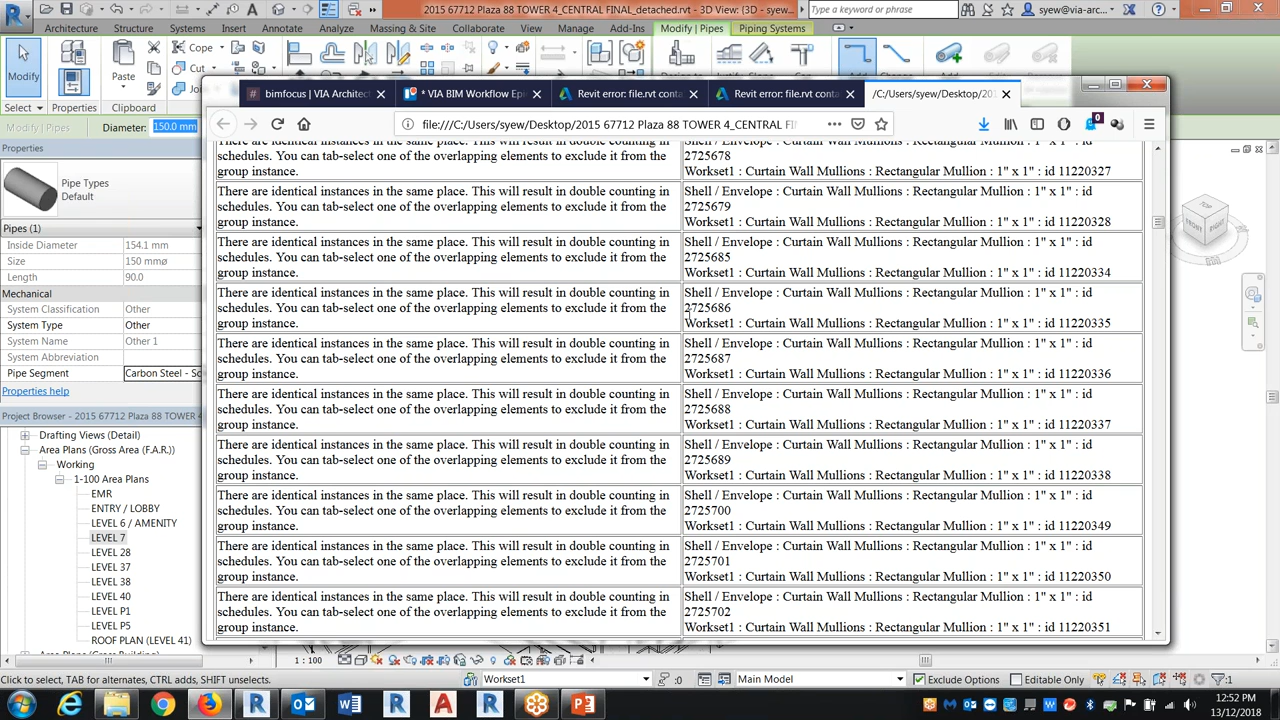 2015 67712 Plaza 88 TOWER 4_CENTRAL FINAL_detached.rvt - 3D View: {3D - syew...
Type a keyword or phrase
syew@via-arc...
Architecture
Structure
Systems
Insert
Annotate
Analyze
Massing & Site
Collaborate
View
Manage
Add-Ins
Modify | Pipes
Piping Systems
Modify
Properties
Paste
Cope
Cut
Select
Properties
Clipboard
Modify | Pipes
Diameter: 150.0 mm
bimfocus | VIA Architect
* VIA BIM Workflow Epi
Revit error: file.rvt conta
Revit error: file.rvt conta
/C:/Users/syew/Desktop/201
file:///C:/Users/syew/Desktop/2015 67712 Plaza 88 TOWER 4_CENTRAL FI
0
Properties
Pipe Types
Default
Pipes (1)
Inside Diameter 154.1 mm
Size 150 mmø
Length 90.0
Mechanical
System Classification Other
System Type Other
System Name Other 1
System Abbreviation
Pipe Segment Carbon Steel - Sc
Properties help
Project Browser - 2015 67712 Plaza 88 TOWER 4
Drafting Views (Detail)
Area Plans (Gross Area (F.A.R.))
Working
1-100 Area Plans
EMR
ENTRY / LOBBY
LEVEL 6 / AMENITY
LEVEL 7
LEVEL 28
LEVEL 37
LEVEL 38
LEVEL 40
LEVEL P1
LEVEL P5
ROOF PLAN (LEVEL 41)
There are identical instances in the same place. This will result in double counting in
schedules. You can tab-select one of the overlapping elements to exclude it from the
group instance.
Shell / Envelope : Curtain Wall Mullions : Rectangular Mullion : 1" x 1" : id
2725678
Workset1 : Curtain Wall Mullions : Rectangular Mullion : 1" x 1" : id 11220327
There are identical instances in the same place. This will result in double counting in
schedules. You can tab-select one of the overlapping elements to exclude it from the
group instance.
Shell / Envelope : Curtain Wall Mullions : Rectangular Mullion : 1" x 1" : id
2725679
Workset1 : Curtain Wall Mullions : Rectangular Mullion : 1" x 1" : id 11220328
There are identical instances in the same place. This will result in double counting in
schedules. You can tab-select one of the overlapping elements to exclude it from the
group instance.
Shell / Envelope : Curtain Wall Mullions : Rectangular Mullion : 1" x 1" : id
2725685
Workset1 : Curtain Wall Mullions : Rectangular Mullion : 1" x 1" : id 11220334
There are identical instances in the same place. This will result in double counting in
schedules. You can tab-select one of the overlapping elements to exclude it from the
group instance.
Shell / Envelope : Curtain Wall Mullions : Rectangular Mullion : 1" x 1" : id
2725686
Workset1 : Curtain Wall Mullions : Rectangular Mullion : 1" x 1" : id 11220335
There are identical instances in the same place. This will result in double counting in
schedules. You can tab-select one of the overlapping elements to exclude it from the
group instance.
Shell / Envelope : Curtain Wall Mullions : Rectangular Mullion : 1" x 1" : id
2725687
Workset1 : Curtain Wall Mullions : Rectangular Mullion : 1" x 1" : id 11220336
There are identical instances in the same place. This will result in double counting in
schedules. You can tab-select one of the overlapping elements to exclude it from the
group instance.
Shell / Envelope : Curtain Wall Mullions : Rectangular Mullion : 1" x 1" : id
2725688
Workset1 : Curtain Wall Mullions : Rectangular Mullion : 1" x 1" : id 11220337
There are identical instances in the same place. This will result in double counting in
schedules. You can tab-select one of the overlapping elements to exclude it from the
group instance.
Shell / Envelope : Curtain Wall Mullions : Rectangular Mullion : 1" x 1" : id
2725689
Workset1 : Curtain Wall Mullions : Rectangular Mullion : 1" x 1" : id 11220338
There are identical instances in the same place. This will result in double counting in
schedules. You can tab-select one of the overlapping elements to exclude it from the
group instance.
Shell / Envelope : Curtain Wall Mullions : Rectangular Mullion : 1" x 1" : id
2725700
Workset1 : Curtain Wall Mullions : Rectangular Mullion : 1" x 1" : id 11220349
There are identical instances in the same place. This will result in double counting in
schedules. You can tab-select one of the overlapping elements to exclude it from the
group instance.
Shell / Envelope : Curtain Wall Mullions : Rectangular Mullion : 1" x 1" : id
2725701
Workset1 : Curtain Wall Mullions : Rectangular Mullion : 1" x 1" : id 11220350
There are identical instances in the same place. This will result in double counting in
schedules. You can tab-select one of the overlapping elements to exclude it from the
group instance.
Shell / Envelope : Curtain Wall Mullions : Rectangular Mullion : 1" x 1" : id
2725702
Workset1 : Curtain Wall Mullions : Rectangular Mullion : 1" x 1" : id 11220351
TOP
FRONT
RIGHT
1 : 100
Click to select, TAB for alternates, CTRL adds, SHIFT unselects.
Workset1
:0
Main Model
Exclude Options
Editable Only
:1
12:52 PM
13/12/2018